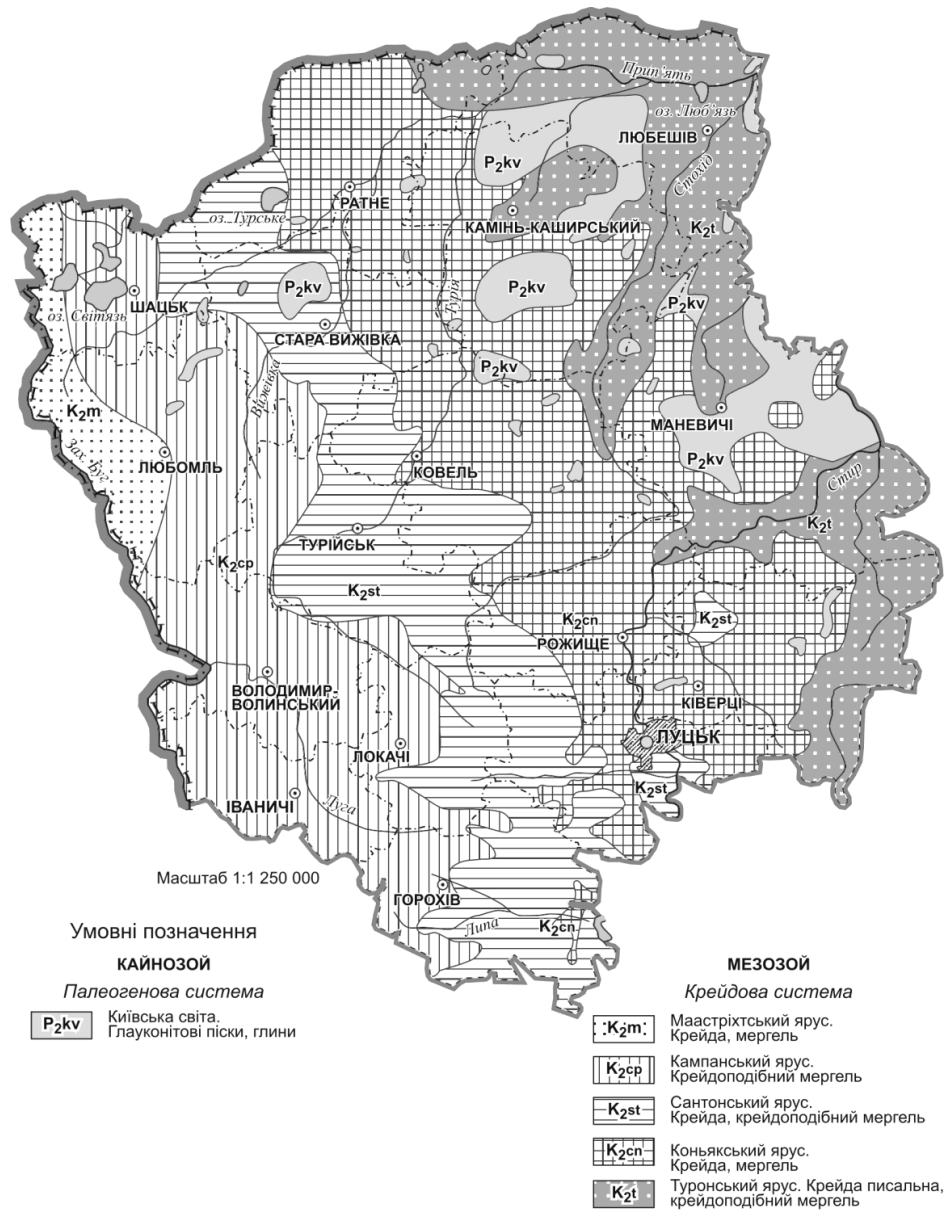 Прип'ять
оз. Люб'язь
ЛЮБЕШІВ
P₂kv
Стохід
РАТНЕ
оз. Турське
КАМІНЬ-КАШИРСЬКИЙ
K₂t
P₂kv
P₂kv
Турія
P₂kv
ШАЦЬК
оз. Світязь
СТАРА ВИЖІВКА
P₂kv
Вижівка
K₂m
МАНЕВИЧІ
Зах. Буг
ЛЮБОМЛЬ
КОВЕЛЬ
P₂kv
Стир
K₂t
ТУРІЙСЬК
K₂cp
K₂st
K₂cn
K₂st
РОЖИЩЕ
ВОЛОДИМИР-
ВОЛИНСЬКИЙ
КІВЕРЦІ
ЛУЦЬК
ЛОКАЧІ
K₂st
ІВАНИЧІ
Луга
Масштаб 1:1 250 000
ГОРОХІВ
Липа
K₂cn
Умовні позначення
КАЙНОЗОЙ
Палеогенова система
P₂kv
Київська світа.
Глауконітові піски, глини
МЕЗОЗОЙ
Крейдова система
K₂m
Маастріхтський ярус.
Крейда, мергель
K₂cp
Кампанський ярус.
Крейдоподібний мергель
K₂st
Сантонський ярус.
Крейда, крейдоподібний мергель
K₂cn
Коньякський ярус.
Крейда, мергель
K₂t
Туронський ярус. Крейда писальна,
крейдоподібний мергель